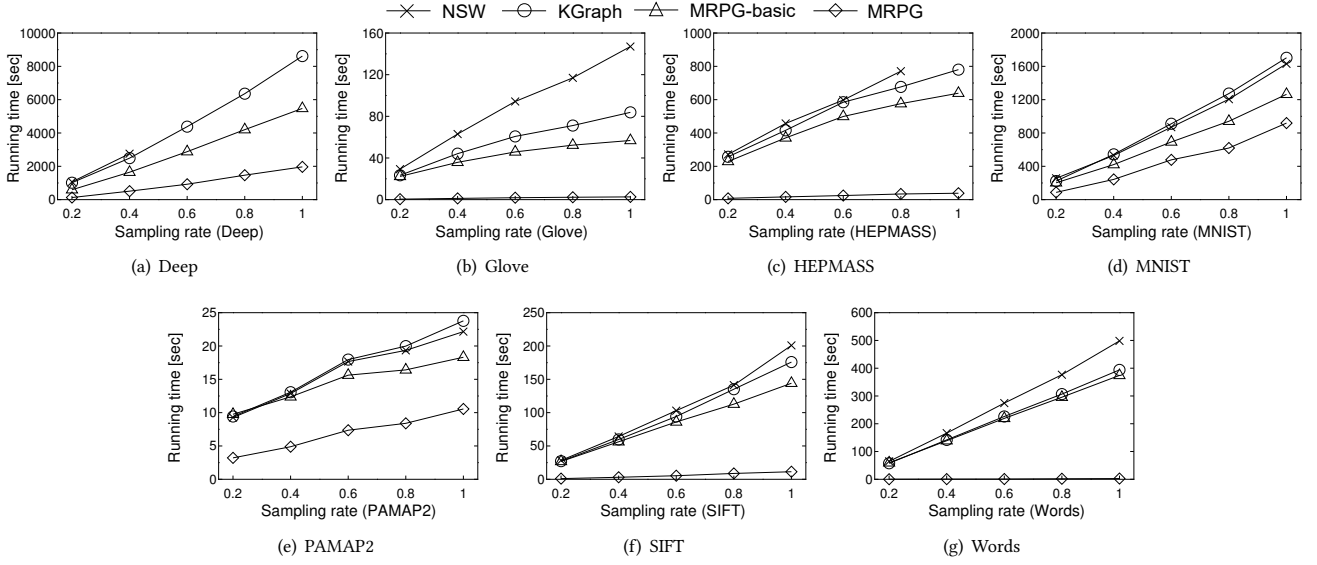 NSW KGraph MRPG-basic MRPG
Running time [sec]
10000
8000
6000
4000
2000
0
0.2 0.4 0.6 0.8 1
Sampling rate (Deep)
(a) Deep
Running time [sec]
160
120
80
40
0
0.2 0.4 0.6 0.8 1
Sampling rate (Glove)
(b) Glove
Running time [sec]
1000
800
600
400
200
0
0.2 0.4 0.6 0.8 1
Sampling rate (HEPMASS)
(c) HEPMASS
Running time [sec]
2000
1600
1200
800
400
0
0.2 0.4 0.6 0.8 1
Sampling rate (MNIST)
(d) MNIST
Running time [sec]
25
20
15
10
5
0
0.2 0.4 0.6 0.8 1
Sampling rate (PAMAP2)
(e) PAMAP2
Running time [sec]
250
200
150
100
50
0
0.2 0.4 0.6 0.8 1
Sampling rate (SIFT)
(f) SIFT
Running time [sec]
600
500
400
300
200
100
0
0.2 0.4 0.6 0.8 1
Sampling rate (Words)
(g) Words